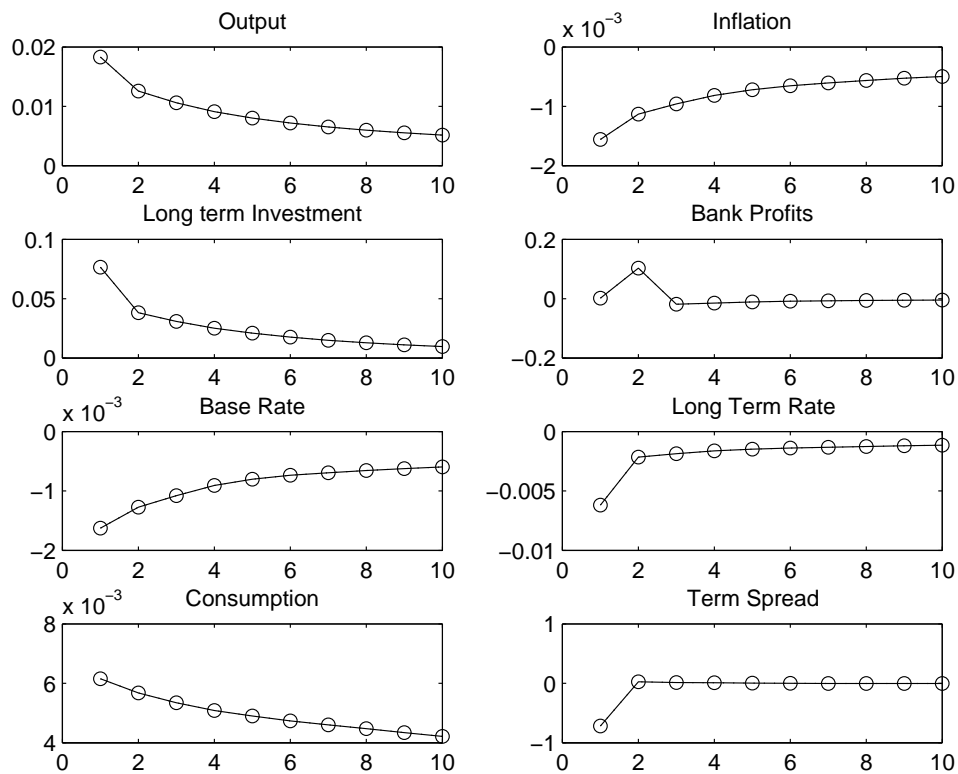 Output
0.02
0.01
0
0 2 4 6 8 10
Inflation
x 10−3
0
−1
−2
0 2 4 6 8 10
Long term Investment
0.1
0.05
0
0 2 4 6 8 10
Bank Profits
0.2
0
−0.2
0 2 4 6 8 10
Base Rate
x 10−3
0
−1
−2
0 2 4 6 8 10
Long Term Rate
0
−0.005
−0.01
0 2 4 6 8 10
Consumption
x 10−3
8
6
4
0 2 4 6 8 10
Term Spread
1
0
−1
0 2 4 6 8 10